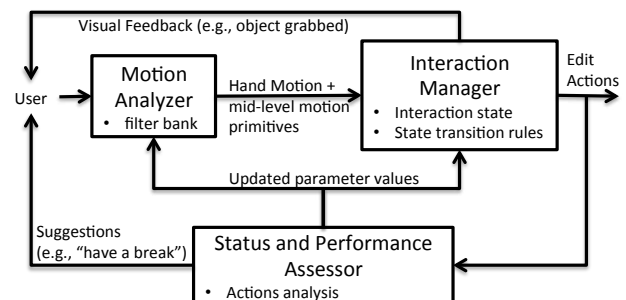 Visual Feedback (e.g., object grabbed)
User
Motion
Analyzer
• filter bank
Hand Motion +
mid-level motion
primitives
Interaction
Manager
• Interaction state
• State transition rules
Edit
Actions
Updated parameter values
Suggestions
(e.g., “have a break”)
Status and Performance
Assessor
• Actions analysis